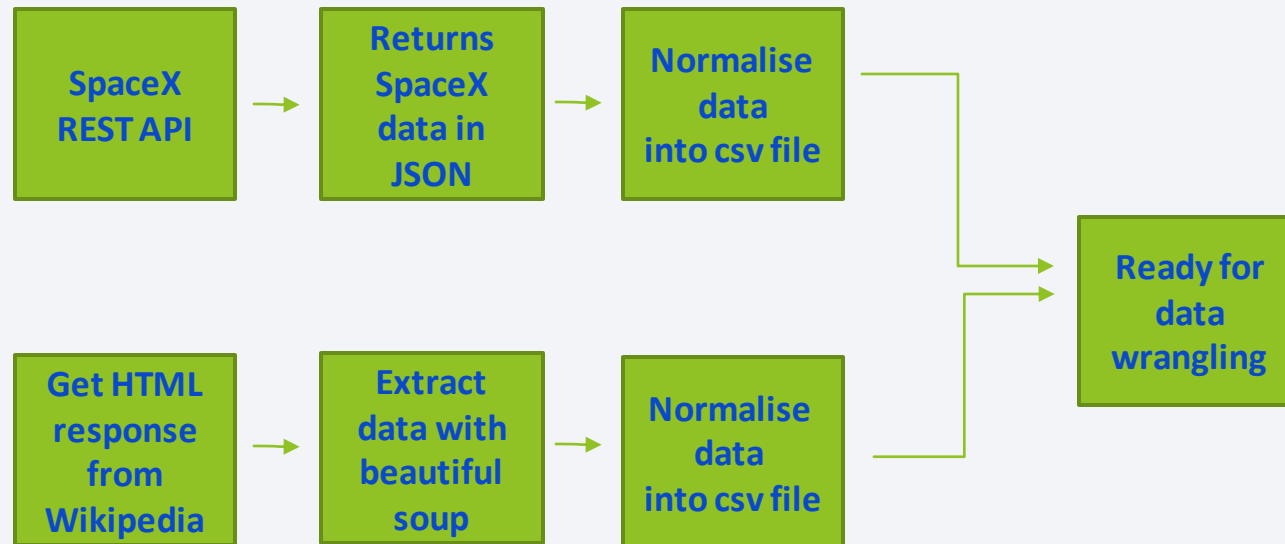 SpaceX
REST API
Returns
SpaceX
data in
JSON
Normalise
data
into csv file
Ready for
data
wrangling
Get HTML
response
from
Wikipedia
Extract
data with
beautiful
soup
Normalise
data
into csv file